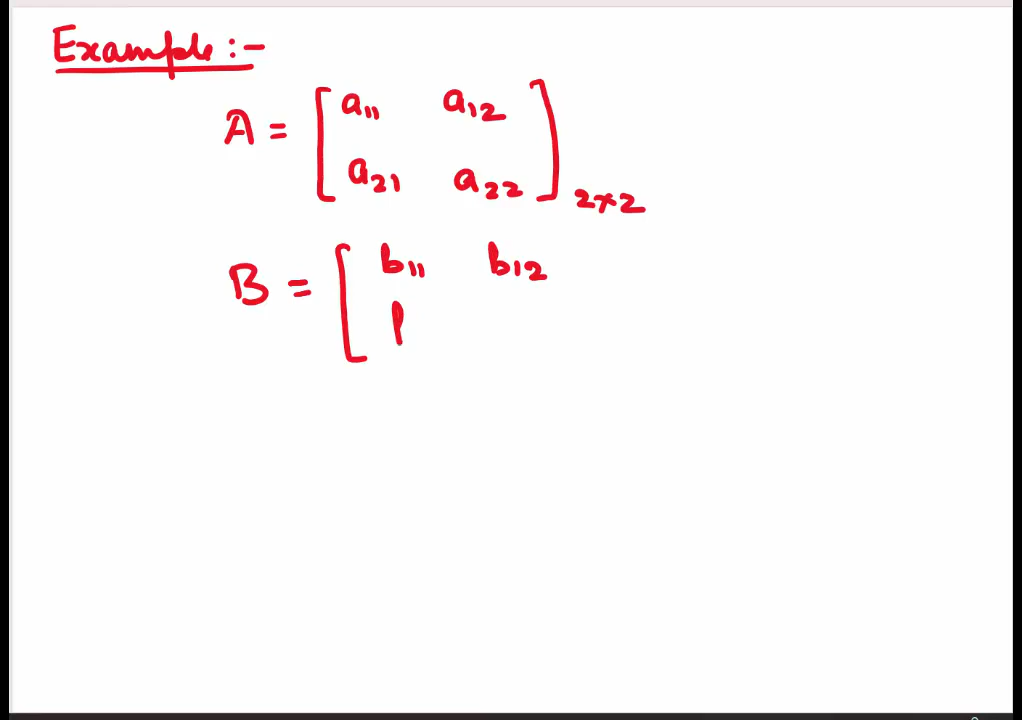 Example :-
A = [ a11 a12
a21 a22 ] 2×2
B = [ b11 b12